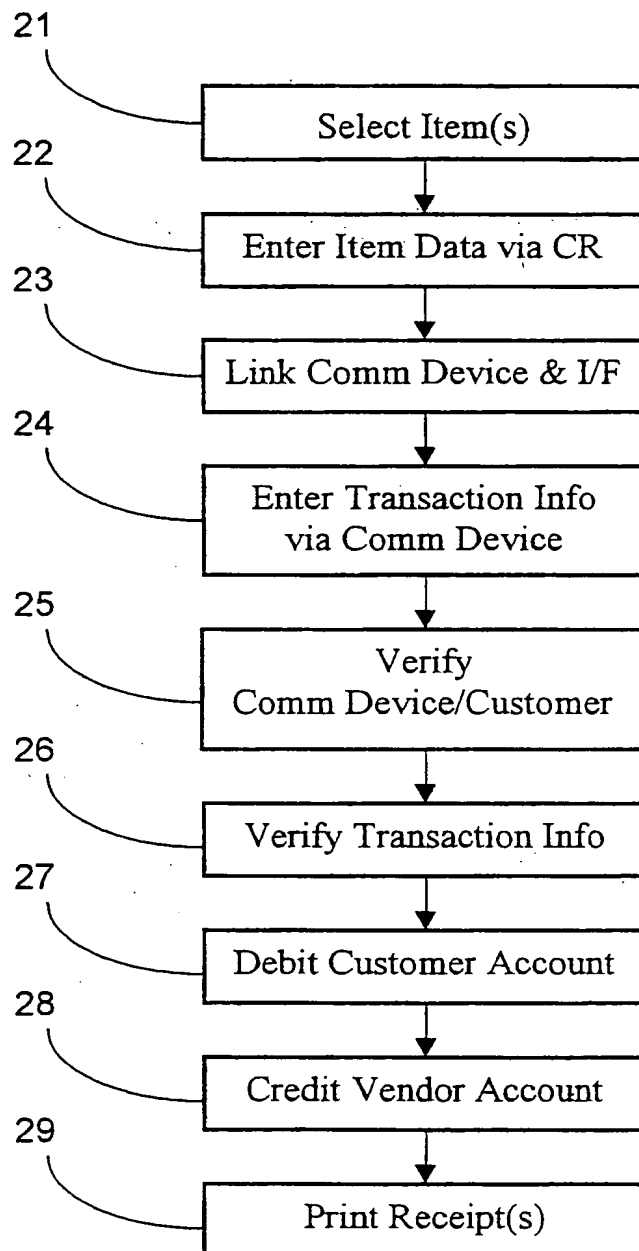 21
Select Item(s)
22
Enter Item Data via CR
23
Link Comm Device & I/F
24
Enter Transaction Info
via Comm Device
25
Verify
Comm Device/Customer
26
Verify Transaction Info
27
Debit Customer Account
28
Credit Vendor Account
29
Print Receipt(s)